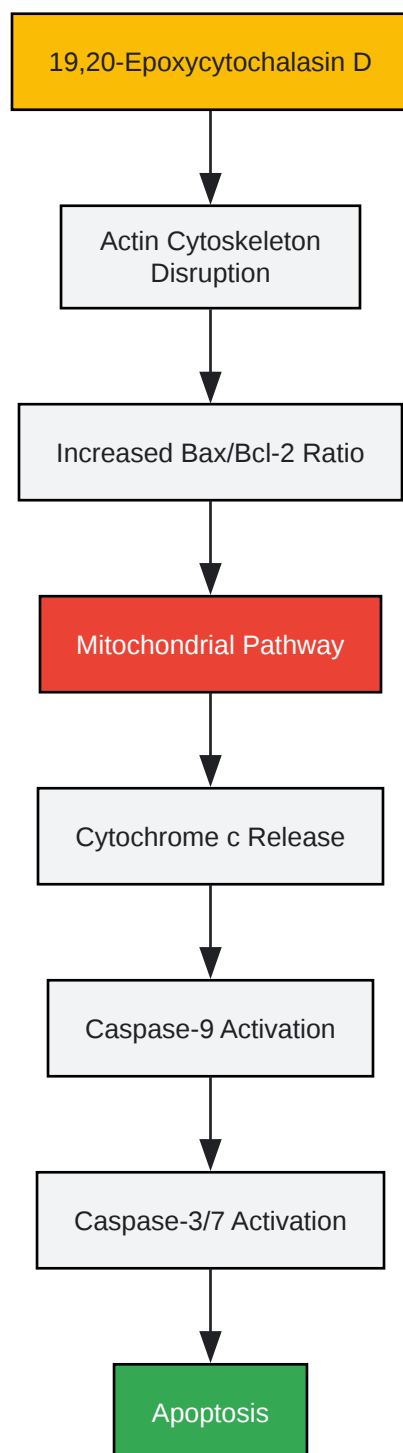 19,20-Epoxycytochalasin D
Actin Cytoskeleton
Disruption
Increased Bax/Bcl-2 Ratio
Mitochondrial Pathway
Cytochrome c Release
Caspase-9 Activation
Caspase-3/7 Activation
Apoptosis